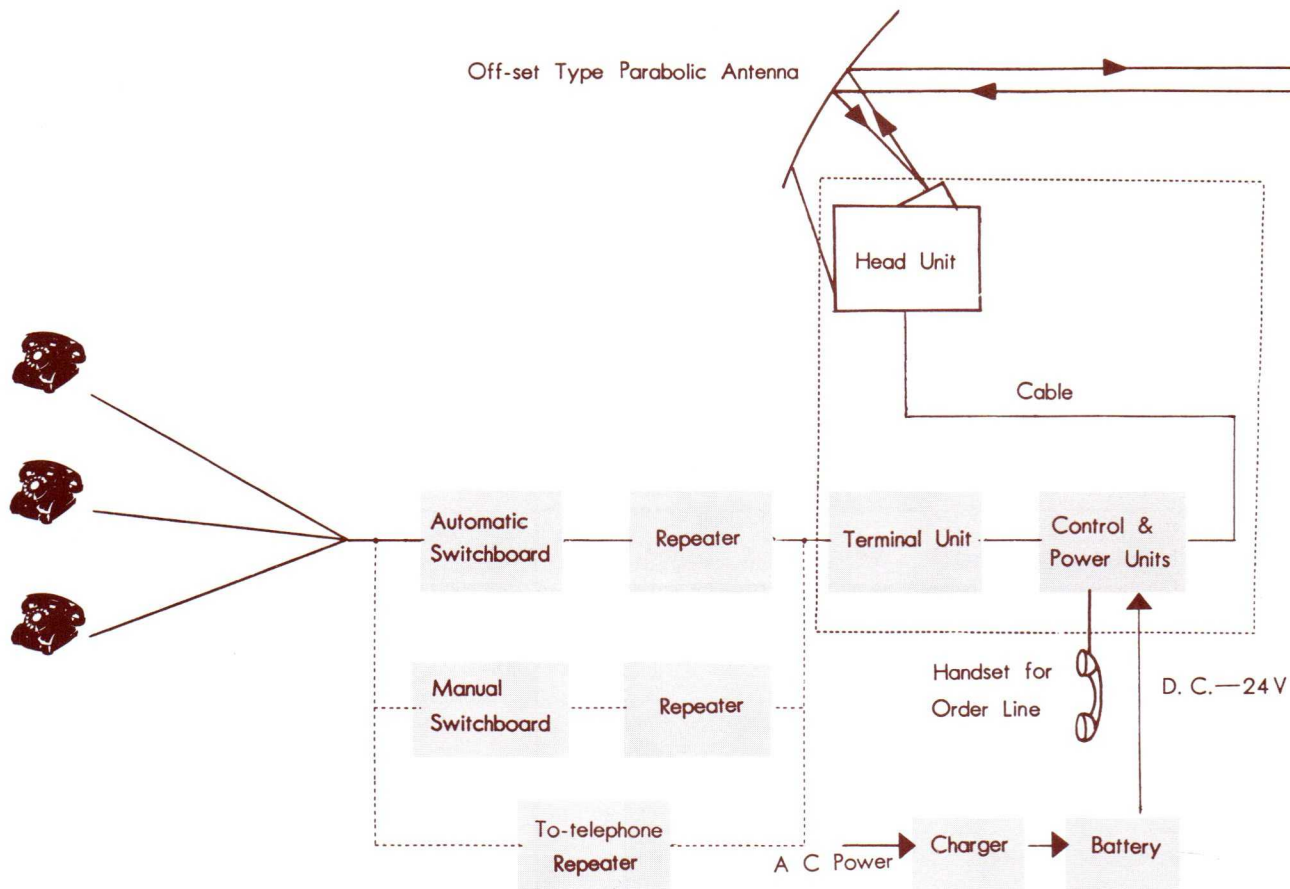 Off-set Type Parabolic Antenna
Head Unit
Cable
Automatic
Switchboard
Repeater
Terminal Unit
Control &
Power Units
Manual
Switchboard
Repeater
Handset for
Order Line
D. C.—24V
To-telephone
Repeater
A C Power
Charger
Battery